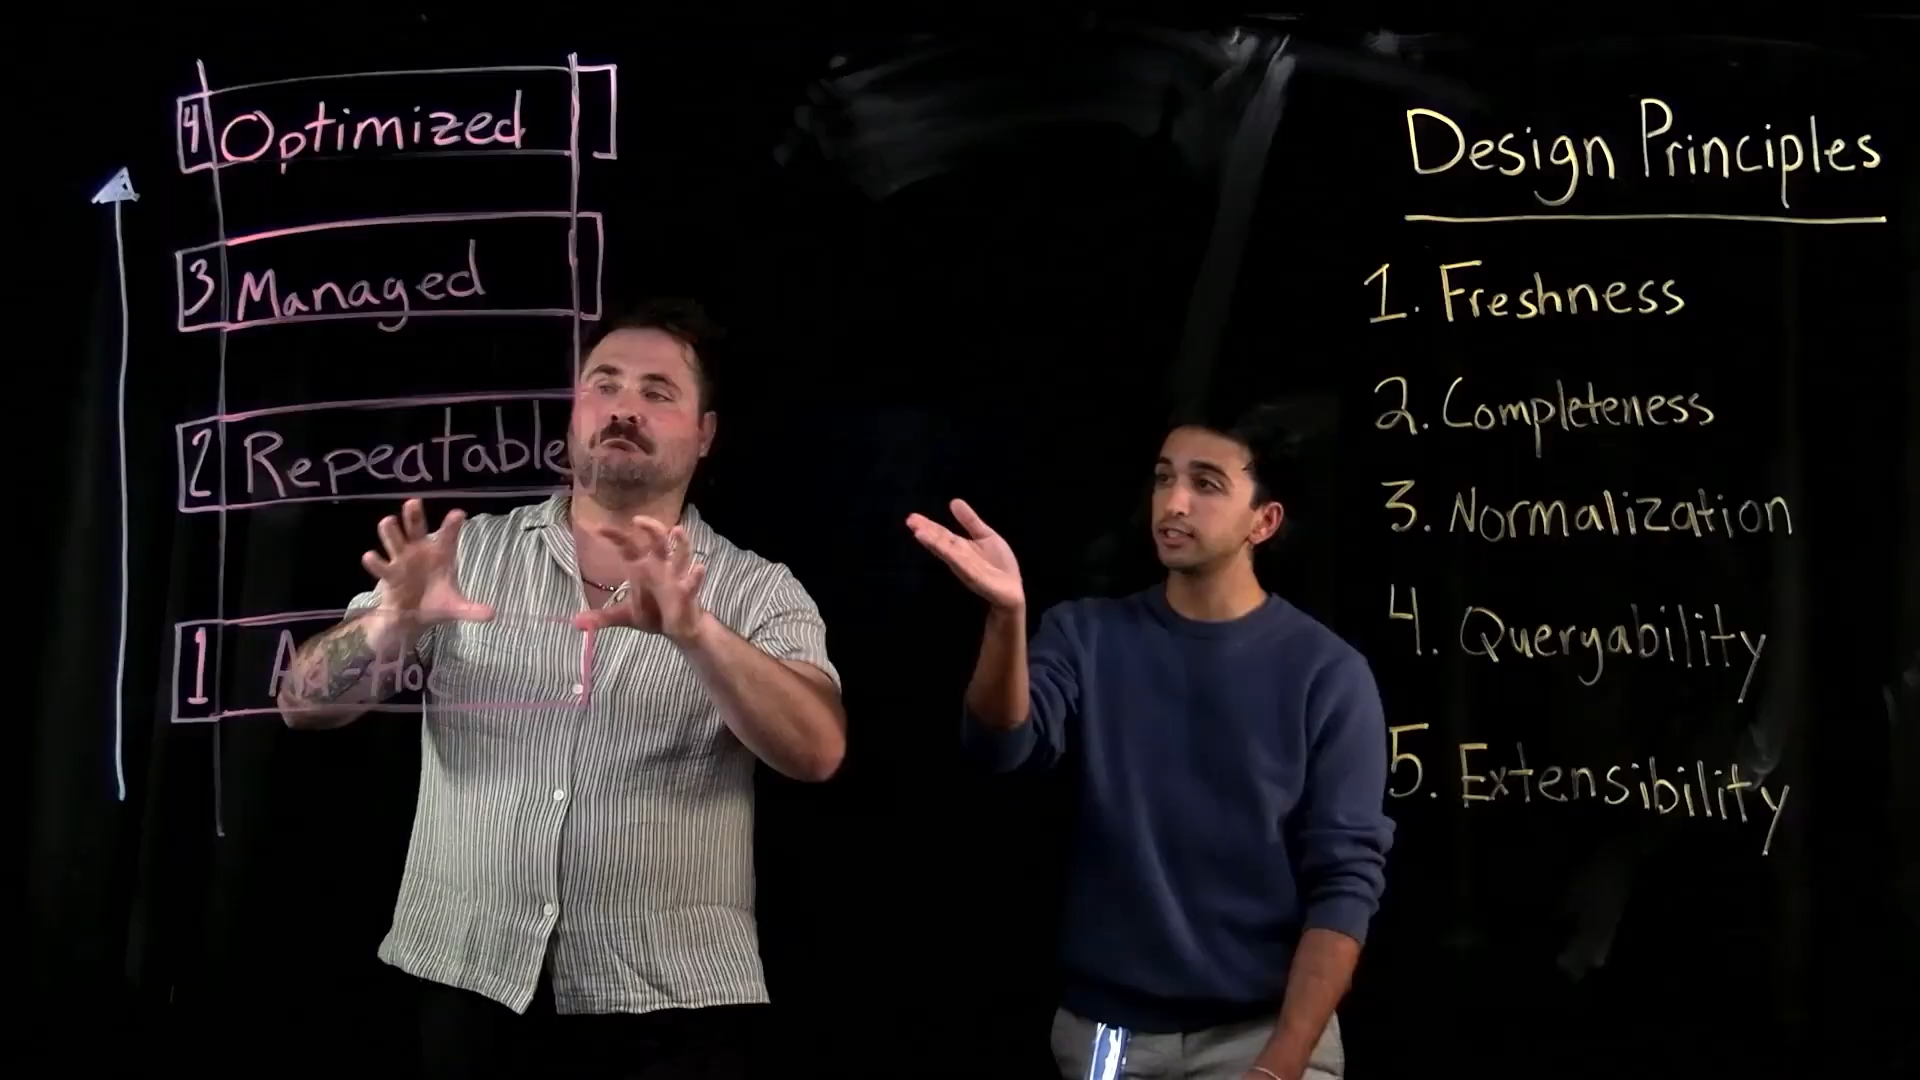 4 Optimized
3 Managed
2 Repeatable
1 Ad-Hoc
Design Principles
1. Freshness
2. Completeness
3. Normalization
4. Queryability
5. Extensibility